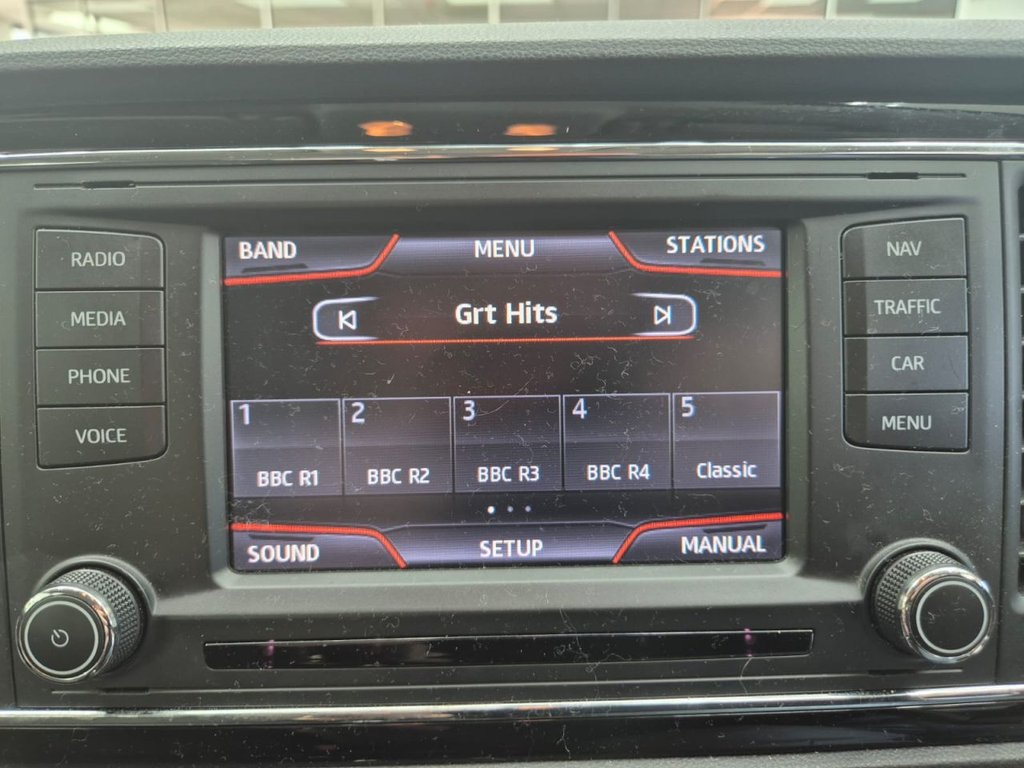 RADIO
MEDIA
PHONE
VOICE
BAND MENU STATIONS
Grt Hits
1 2 3 4 5
BBC R1 BBC R2 BBC R3 BBC R4 Classic
SOUND SETUP MANUAL
NAV
TRAFFIC
CAR
MENU